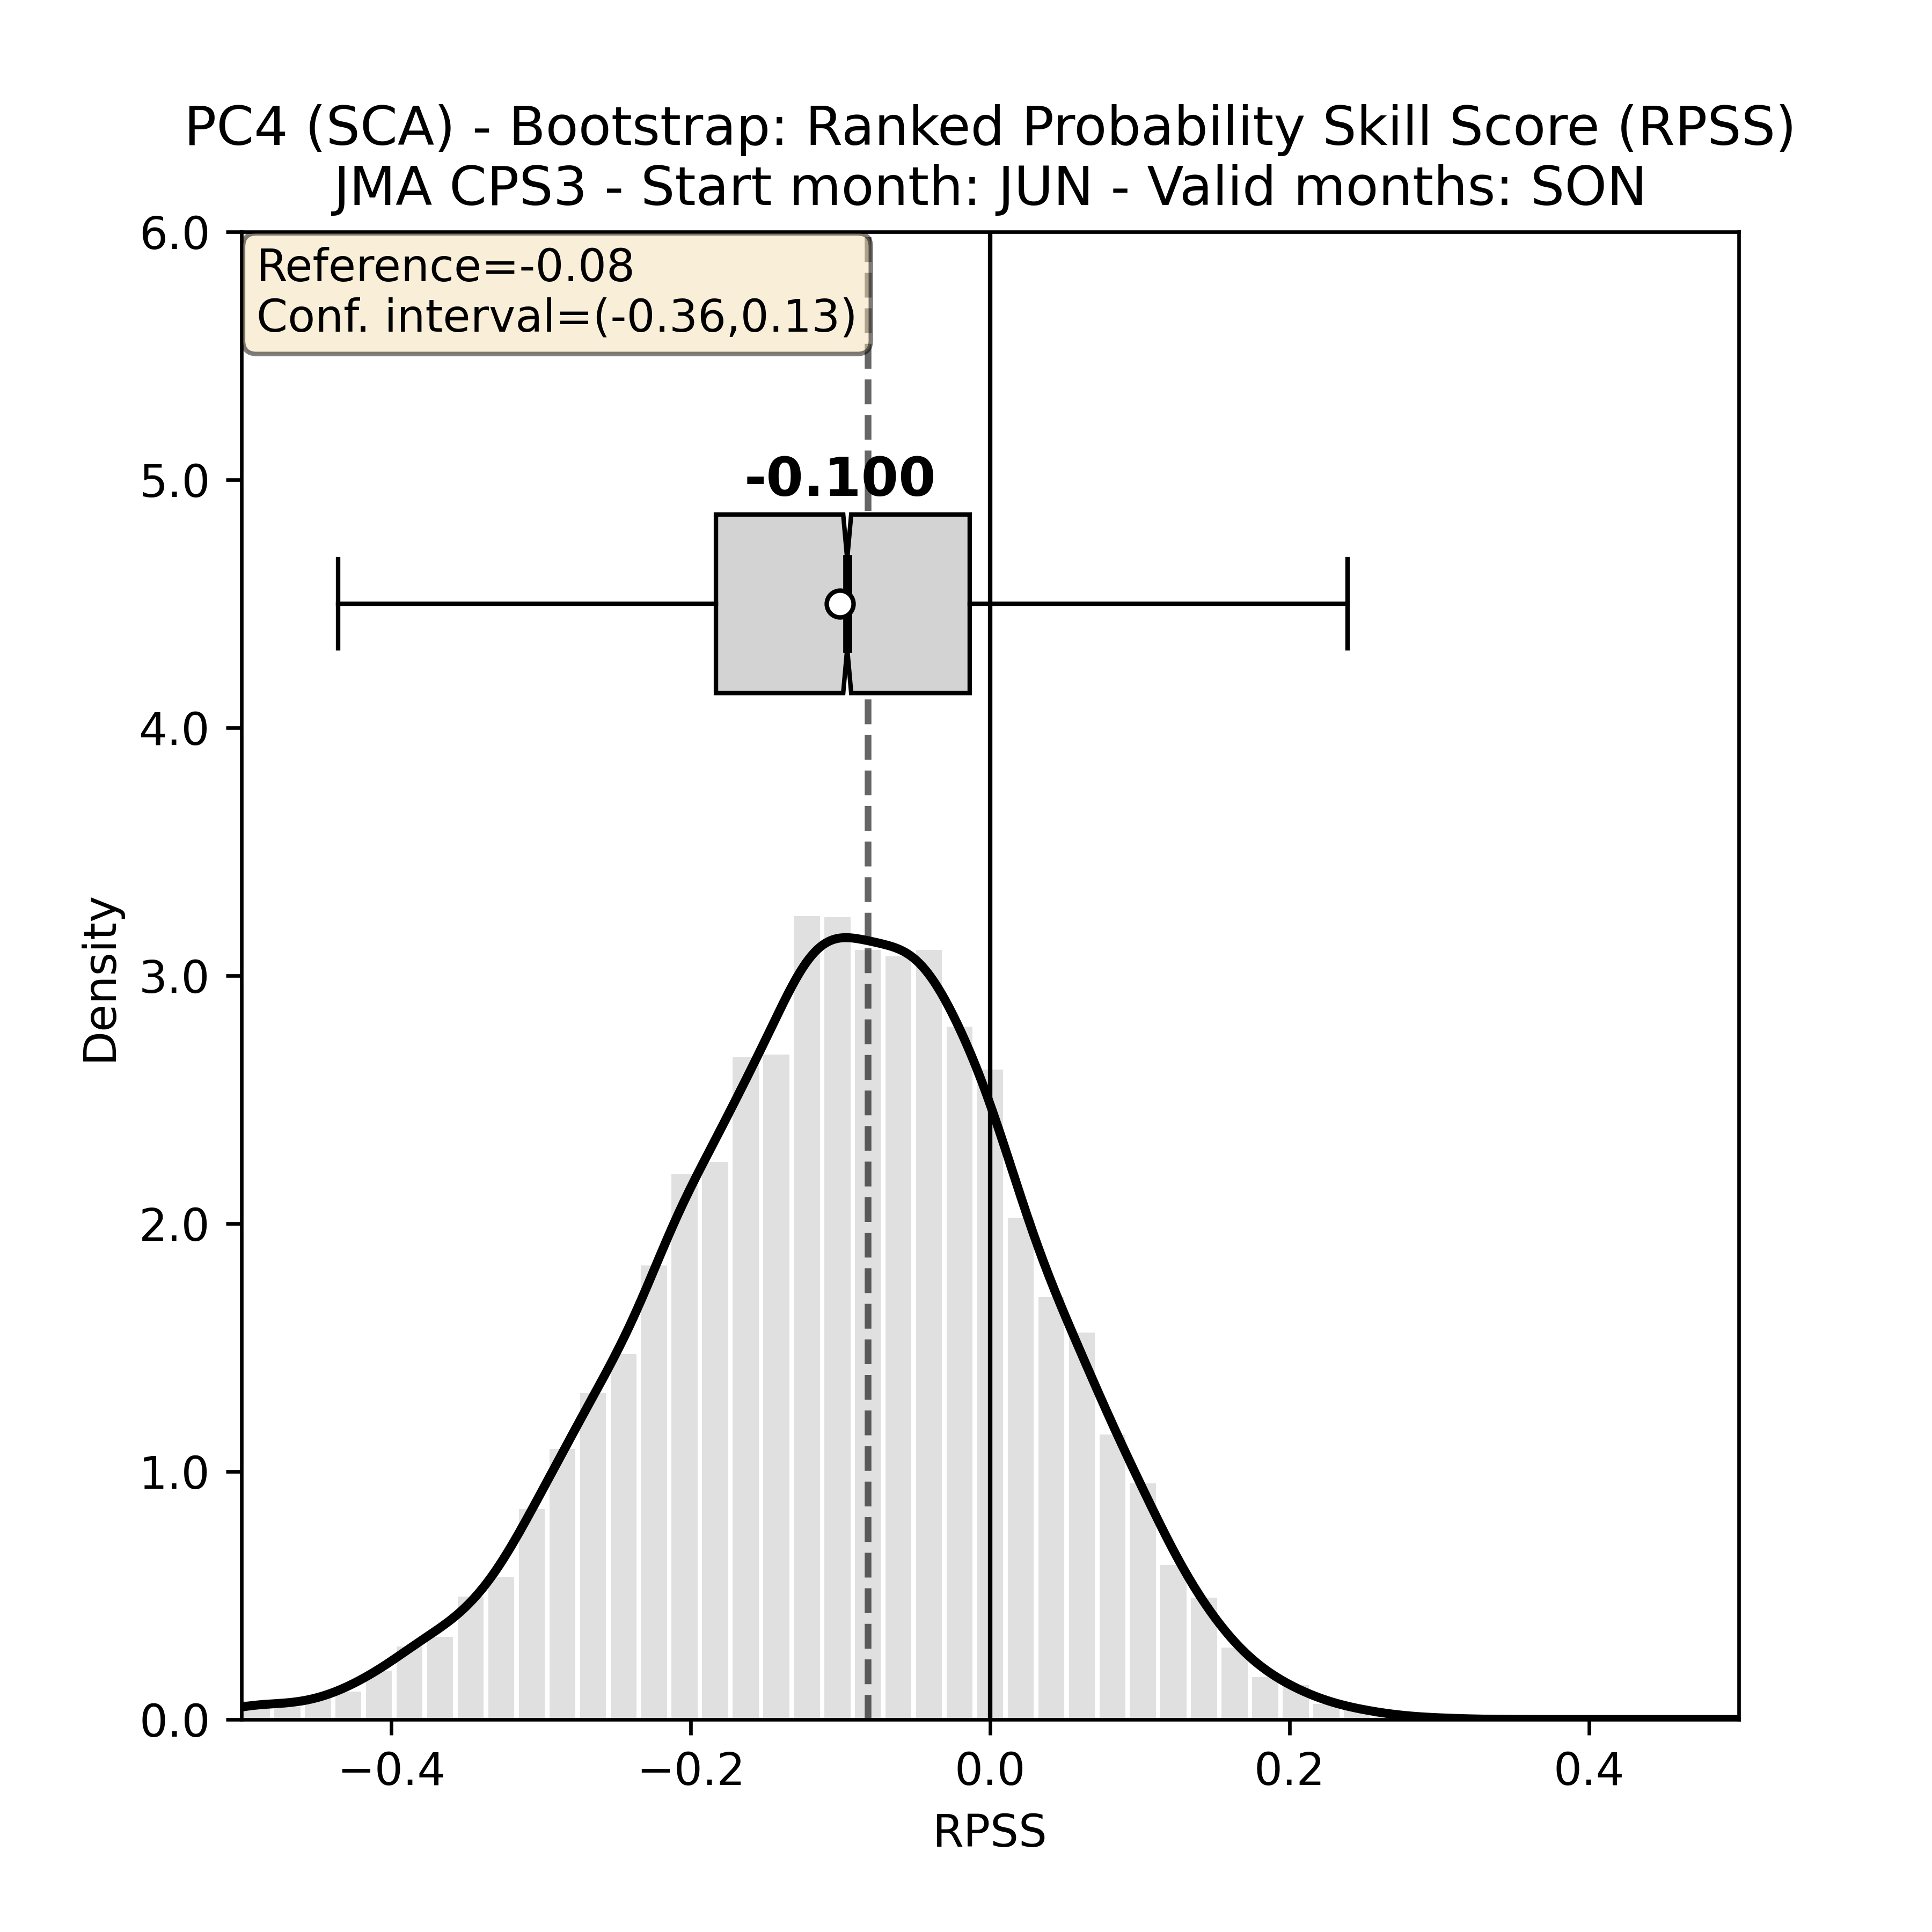 PC4 (SCA) - Bootstrap: Ranked Probability Skill Score (RPSS)
JMA CPS3 - Start month: JUN - Valid months: SON
Reference=-0.08
Conf. interval=(-0.36,0.13)
-0.100
6.0
5.0
4.0
3.0
2.0
1.0
0.0
Density
−0.4
−0.2
0.0
0.2
0.4
RPSS